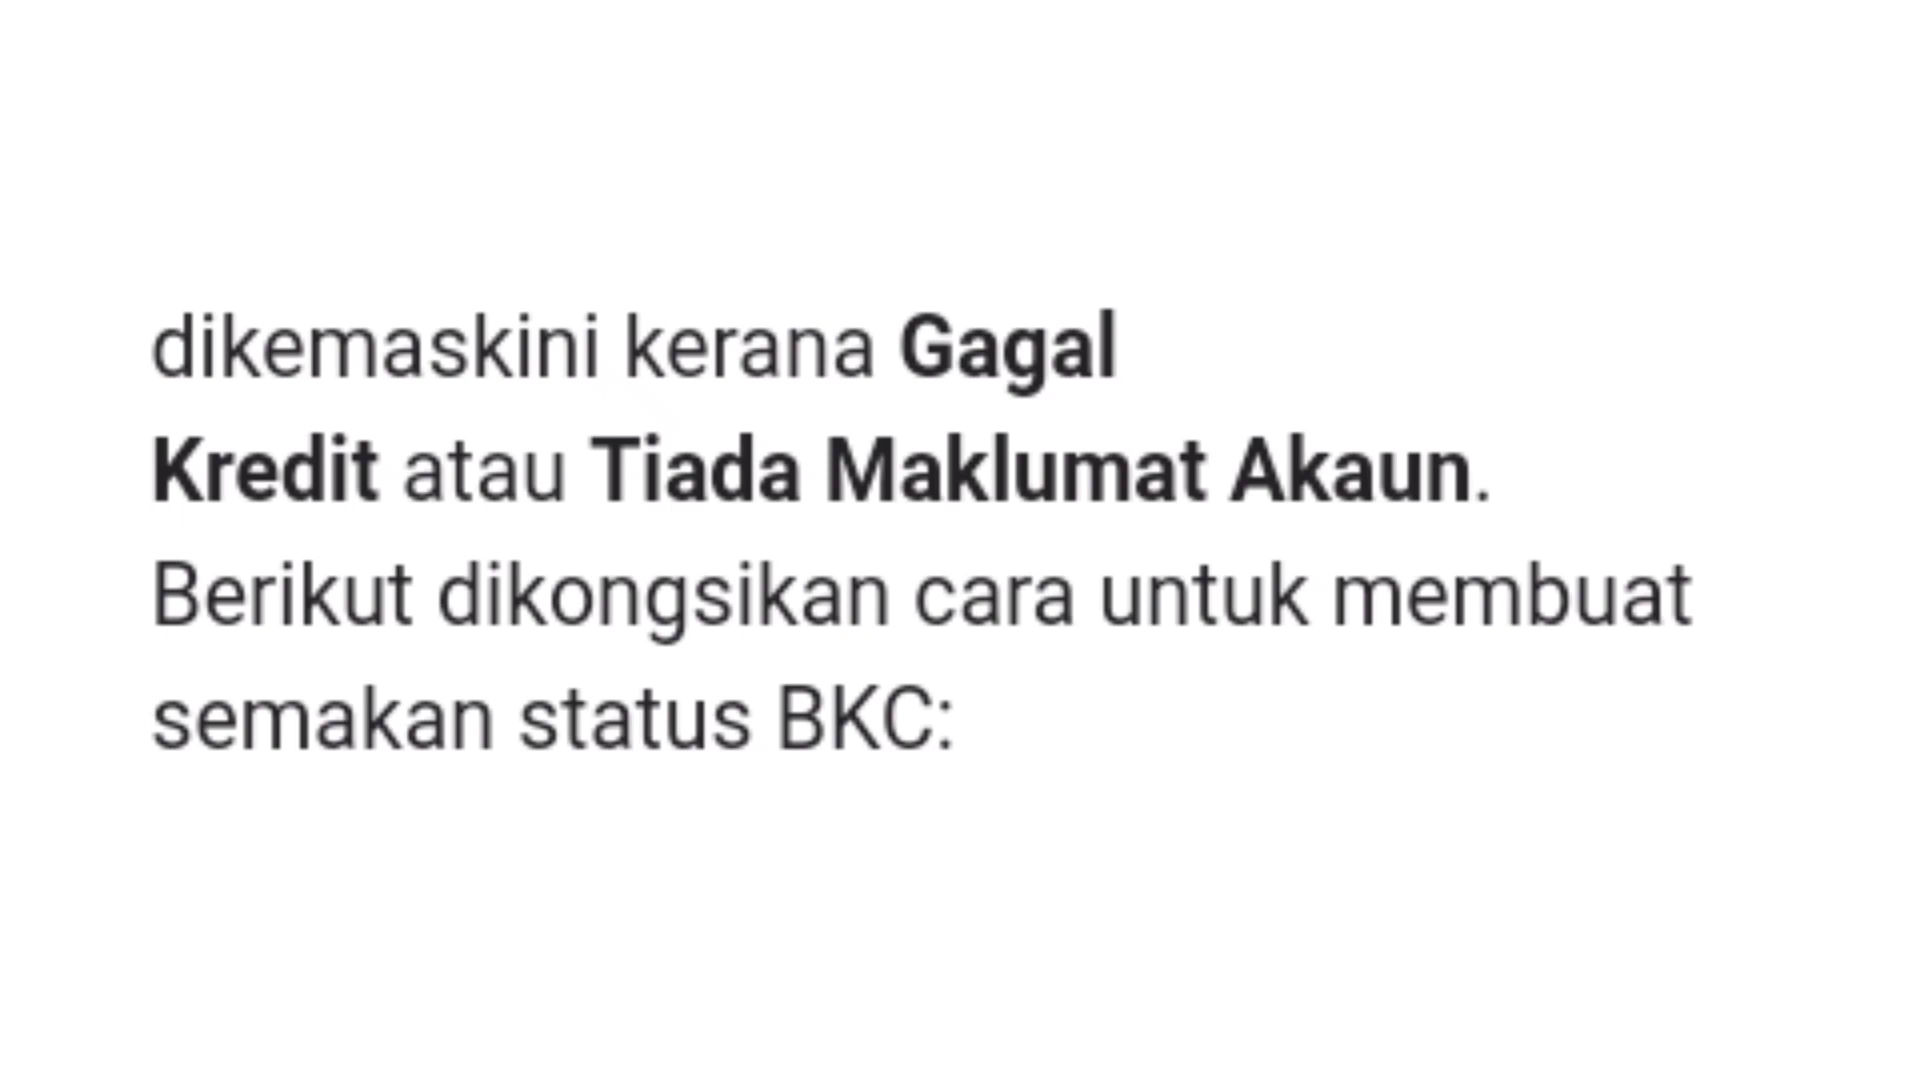 dikemaskini kerana Gagal
Kredit atau Tiada Maklumat Akaun.
Berikut dikongsikan cara untuk membuat
semakan status BKC: